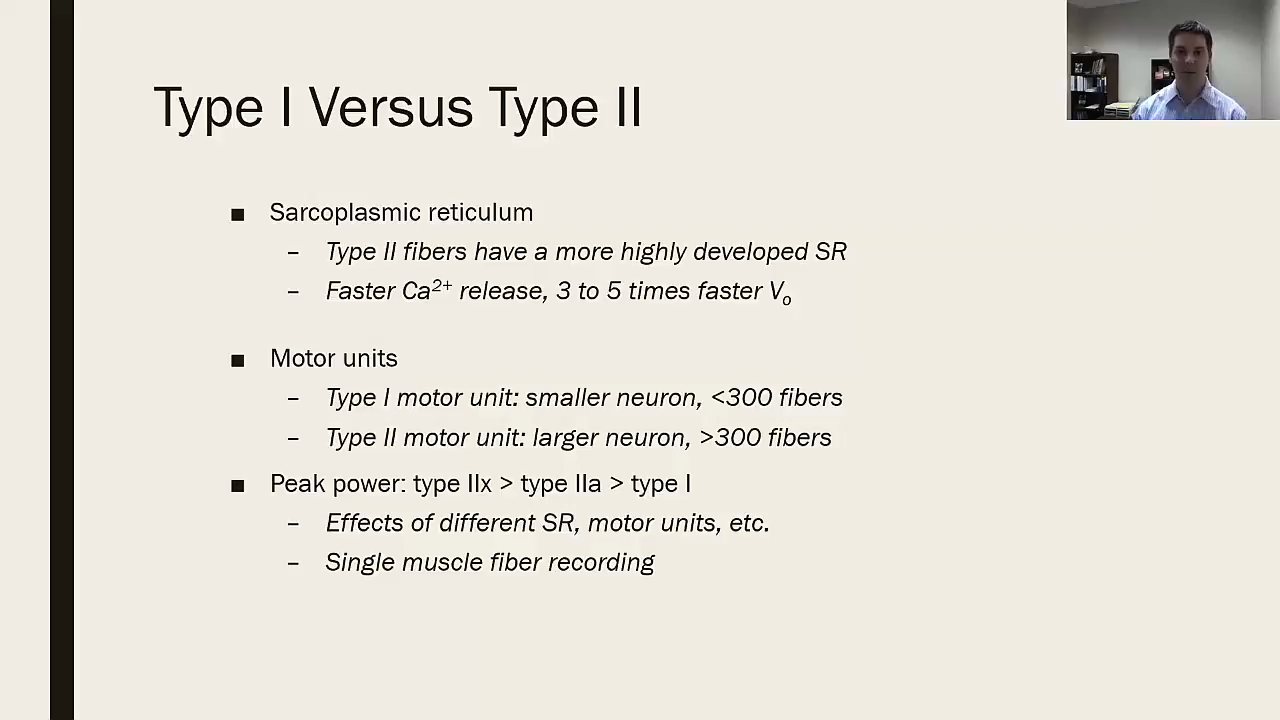 Type I Versus Type II
■ Sarcoplasmic reticulum
– Type II fibers have a more highly developed SR
– Faster Ca²⁺ release, 3 to 5 times faster Vₒ
■ Motor units
– Type I motor unit: smaller neuron, <300 fibers
– Type II motor unit: larger neuron, >300 fibers
■ Peak power: type IIx > type IIa > type I
– Effects of different SR, motor units, etc.
– Single muscle fiber recording